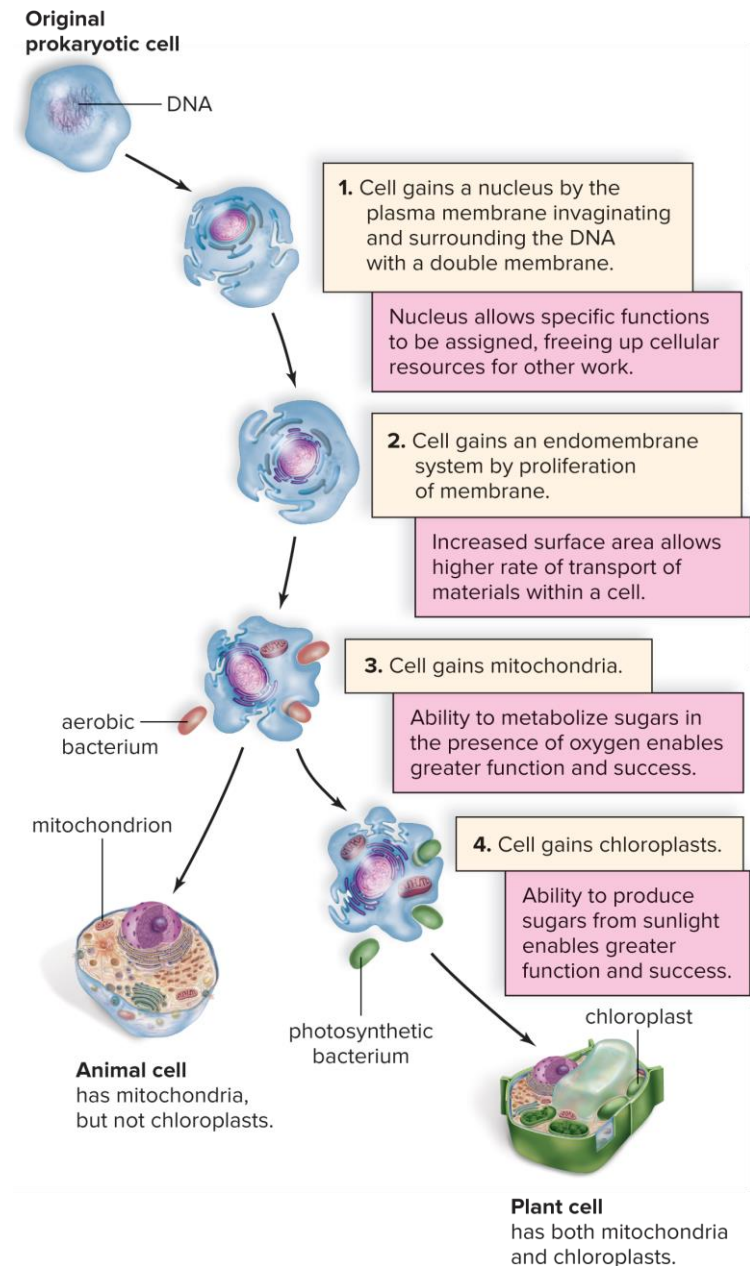 Original
prokaryotic cell
DNA
1. Cell gains a nucleus by the
plasma membrane invaginating
and surrounding the DNA
with a double membrane.
Nucleus allows specific functions
to be assigned, freeing up cellular
resources for other work.
2. Cell gains an endomembrane
system by proliferation
of membrane.
Increased surface area allows
higher rate of transport of
materials within a cell.
3. Cell gains mitochondria.
aerobic
bacterium
Ability to metabolize sugars in
the presence of oxygen enables
greater function and success.
mitochondrion
4. Cell gains chloroplasts.
Ability to produce
sugars from sunlight
enables greater
function and success.
photosynthetic
bacterium
chloroplast
Animal cell
has mitochondria,
but not chloroplasts.
Plant cell
has both mitochondria
and chloroplasts.